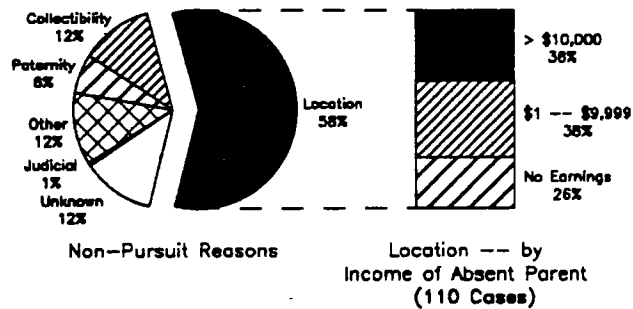 Collectibility
12%
Paternity
6%
Other
12%
Judicial
1%
Unknown
12%
Location
58%
> $10,000
36%
$1 -- $9,999
38%
No Earnings
26%
Non-Pursuit Reasons
Location -- by
Income of Absent Parent
(110 Cases)